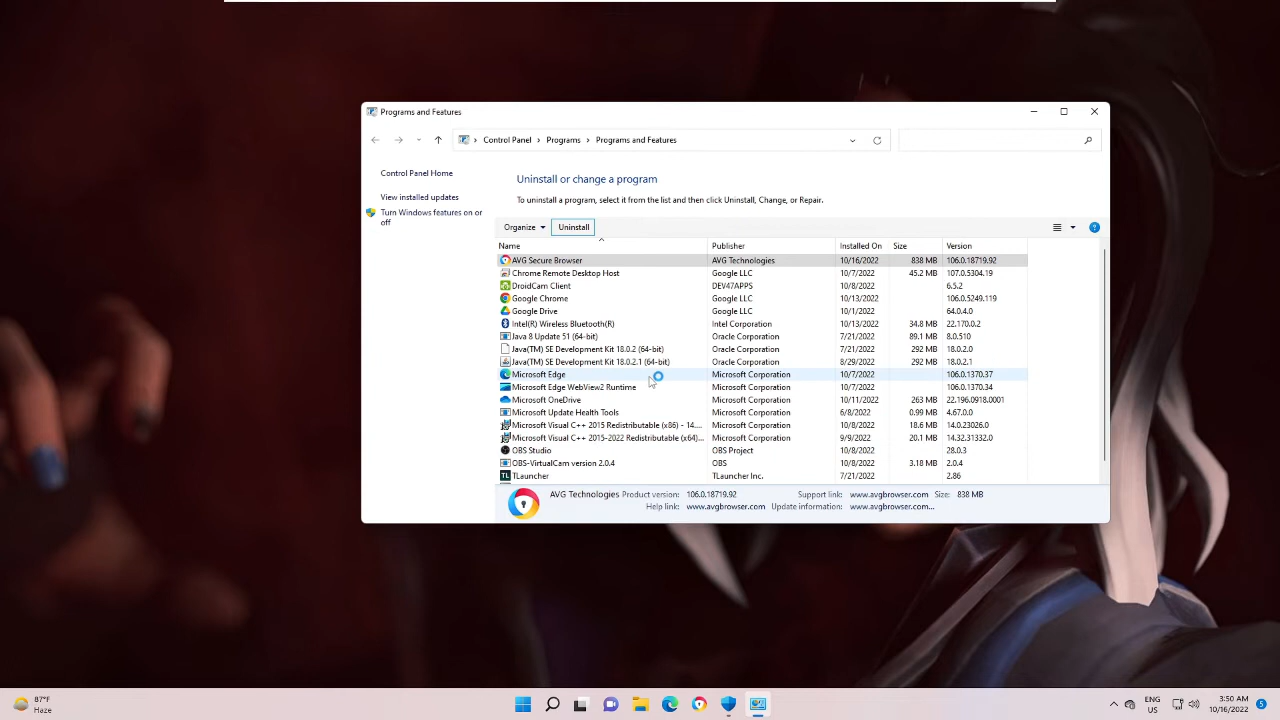 Programs and Features
Control Panel > Programs > Programs and Features
Control Panel Home
View installed updates
Turn Windows features on or
off
Uninstall or change a program
To uninstall a program, select it from the list and then click Uninstall, Change, or Repair.
Organize Uninstall
Name Publisher Installed On Size Version
AVG Secure Browser AVG Technologies 10/16/2022 838 MB 106.0.18719.92
Chrome Remote Desktop Host Google LLC 10/7/2022 45.2 MB 107.0.5304.19
DroidCam Client DEV47APPS 10/8/2022 6.5.2
Google Chrome Google LLC 10/13/2022 106.0.5249.119
Google Drive Google LLC 10/1/2022 64.0.4.0
Intel(R) Wireless Bluetooth(R) Intel Corporation 10/13/2022 34.8 MB 22.170.0.2
Java 8 Update 51 (64-bit) Oracle Corporation 7/21/2022 89.1 MB 8.0.510
Java(TM) SE Development Kit 18.0.2 (64-bit) Oracle Corporation 7/21/2022 292 MB 18.0.2.0
Java(TM) SE Development Kit 18.0.2.1 (64-bit) Oracle Corporation 8/29/2022 292 MB 18.0.2.1
Microsoft Edge Microsoft Corporation 10/7/2022 106.0.1370.37
Microsoft Edge WebView2 Runtime Microsoft Corporation 10/7/2022 106.0.1370.34
Microsoft OneDrive Microsoft Corporation 10/11/2022 263 MB 22.196.0918.0001
Microsoft Update Health Tools Microsoft Corporation 6/8/2022 0.99 MB 4.67.0.0
Microsoft Visual C++ 2015 Redistributable (x86) - 14.... Microsoft Corporation 10/8/2022 18.6 MB 14.0.23026.0
Microsoft Visual C++ 2015-2022 Redistributable (x64)... Microsoft Corporation 9/9/2022 20.1 MB 14.32.31332.0
OBS Studio OBS Project 10/8/2022 28.0.3
OBS-VirtualCam version 2.0.4 OBS 10/8/2022 3.18 MB 2.0.4
TLauncher TLauncher Inc. 7/21/2022 2.86
AVG Technologies Product version: 106.0.18719.92 Support link: www.avgbrowser.com Size: 838 MB
Help link: www.avgbrowser.com Update information: www.avgbrowser.com...
87°F
Haze
ENG
US
3:50 AM
10/16/2022
5